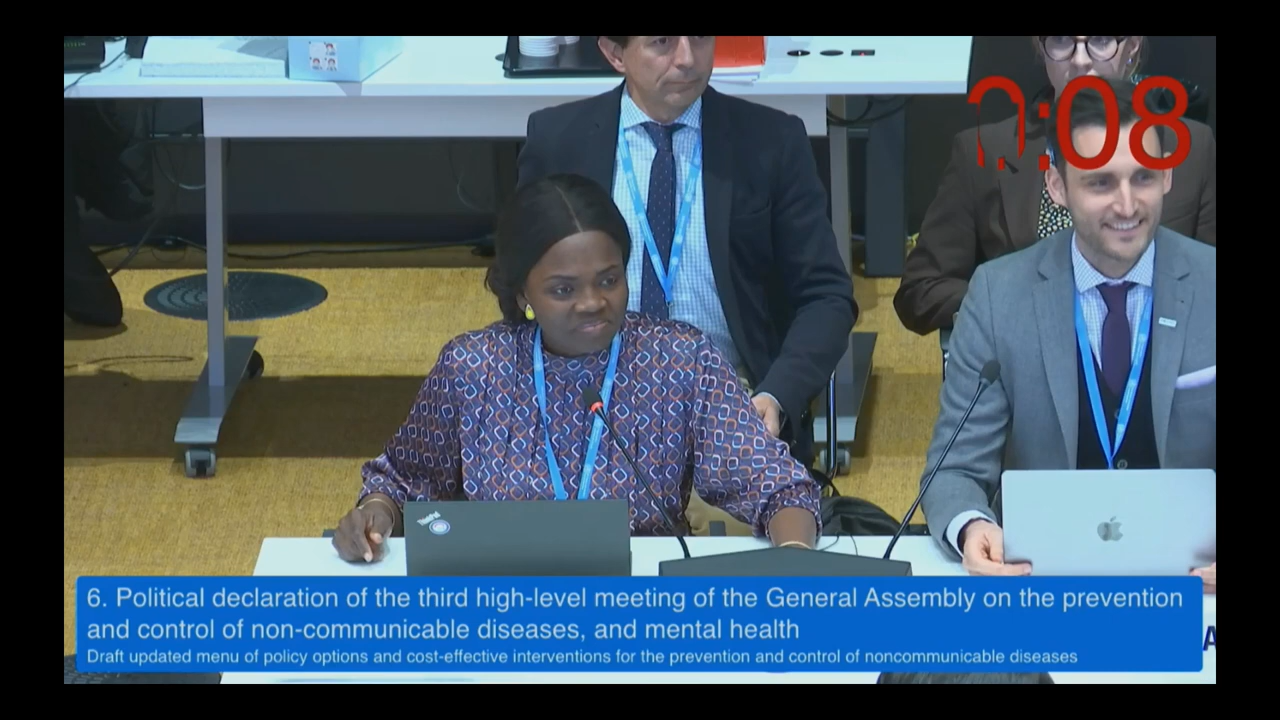 0:08
ThinkPad
6. Political declaration of the third high-level meeting of the General Assembly on the prevention
and control of non-communicable diseases, and mental health
Draft updated menu of policy options and cost-effective interventions for the prevention and control of noncommunicable diseases